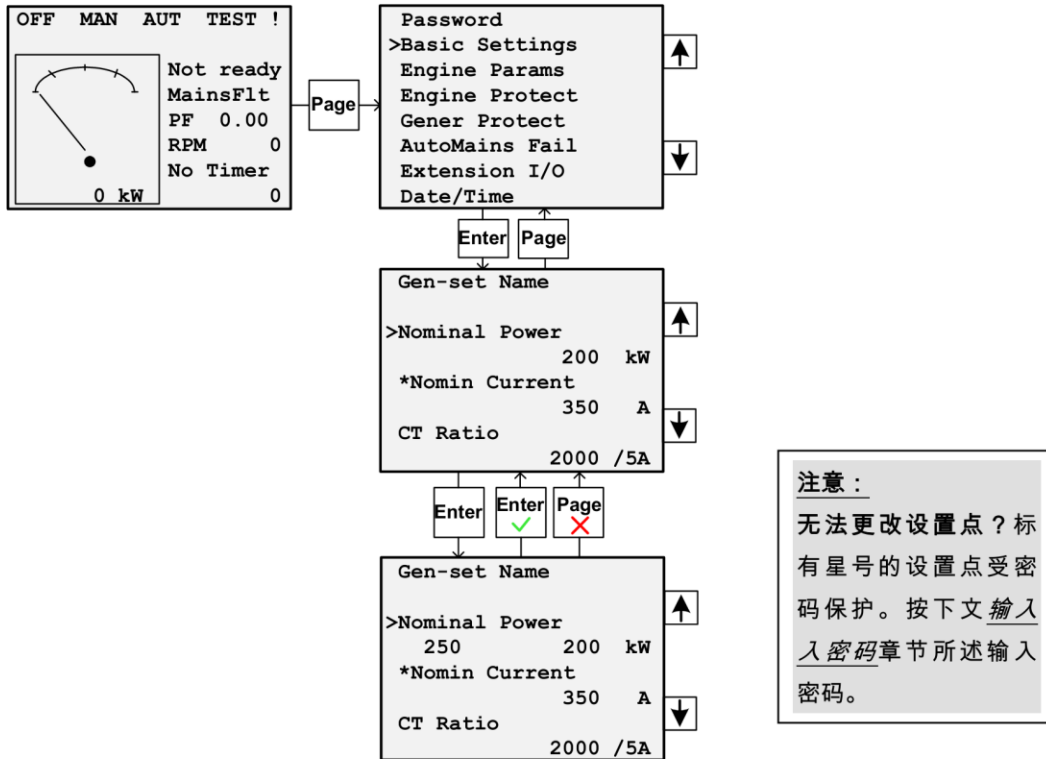 OFF MAN AUT TEST !
Not ready
MainsFlt
PF 0.00
RPM 0
No Timer
0 kW 0
Page
Password
>Basic Settings
Engine Params
Engine Protect
Gener Protect
AutoMains Fail
Extension I/O
Date/Time
Enter
Page
Gen-set Name
>Nominal Power
200 kW
*Nomin Current
350 A
CT Ratio
2000 /5A
Enter
Enter
Page
Gen-set Name
>Nominal Power
250 200 kW
*Nomin Current
350 A
CT Ratio
2000 /5A
注意：
无法更改设置点？标
有星号的设置点受密
码保护。按下文输入
入密码章节所述输入
密码。